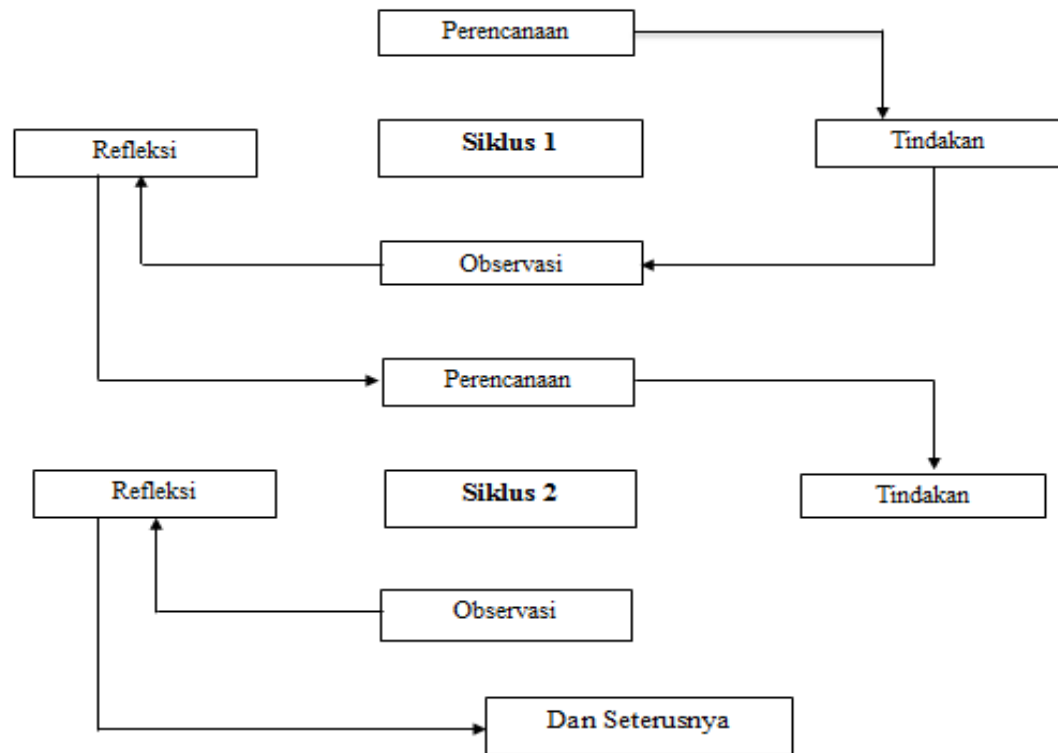 Perencanaan
Refleksi
Siklus 1
Tindakan
Observasi
Perencanaan
Refleksi
Siklus 2
Tindakan
Observasi
Dan Seterusnya